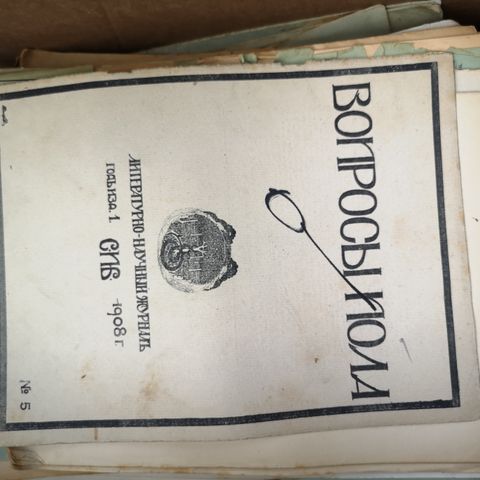 ВОПРОСЫ ПОЛА
ЛИТЕРАТУРНО-НАУЧНЫЙ ЖУРНАЛЪ
ГОДЪ ИЗД. 1 СПБ -1908 г.
№ 5